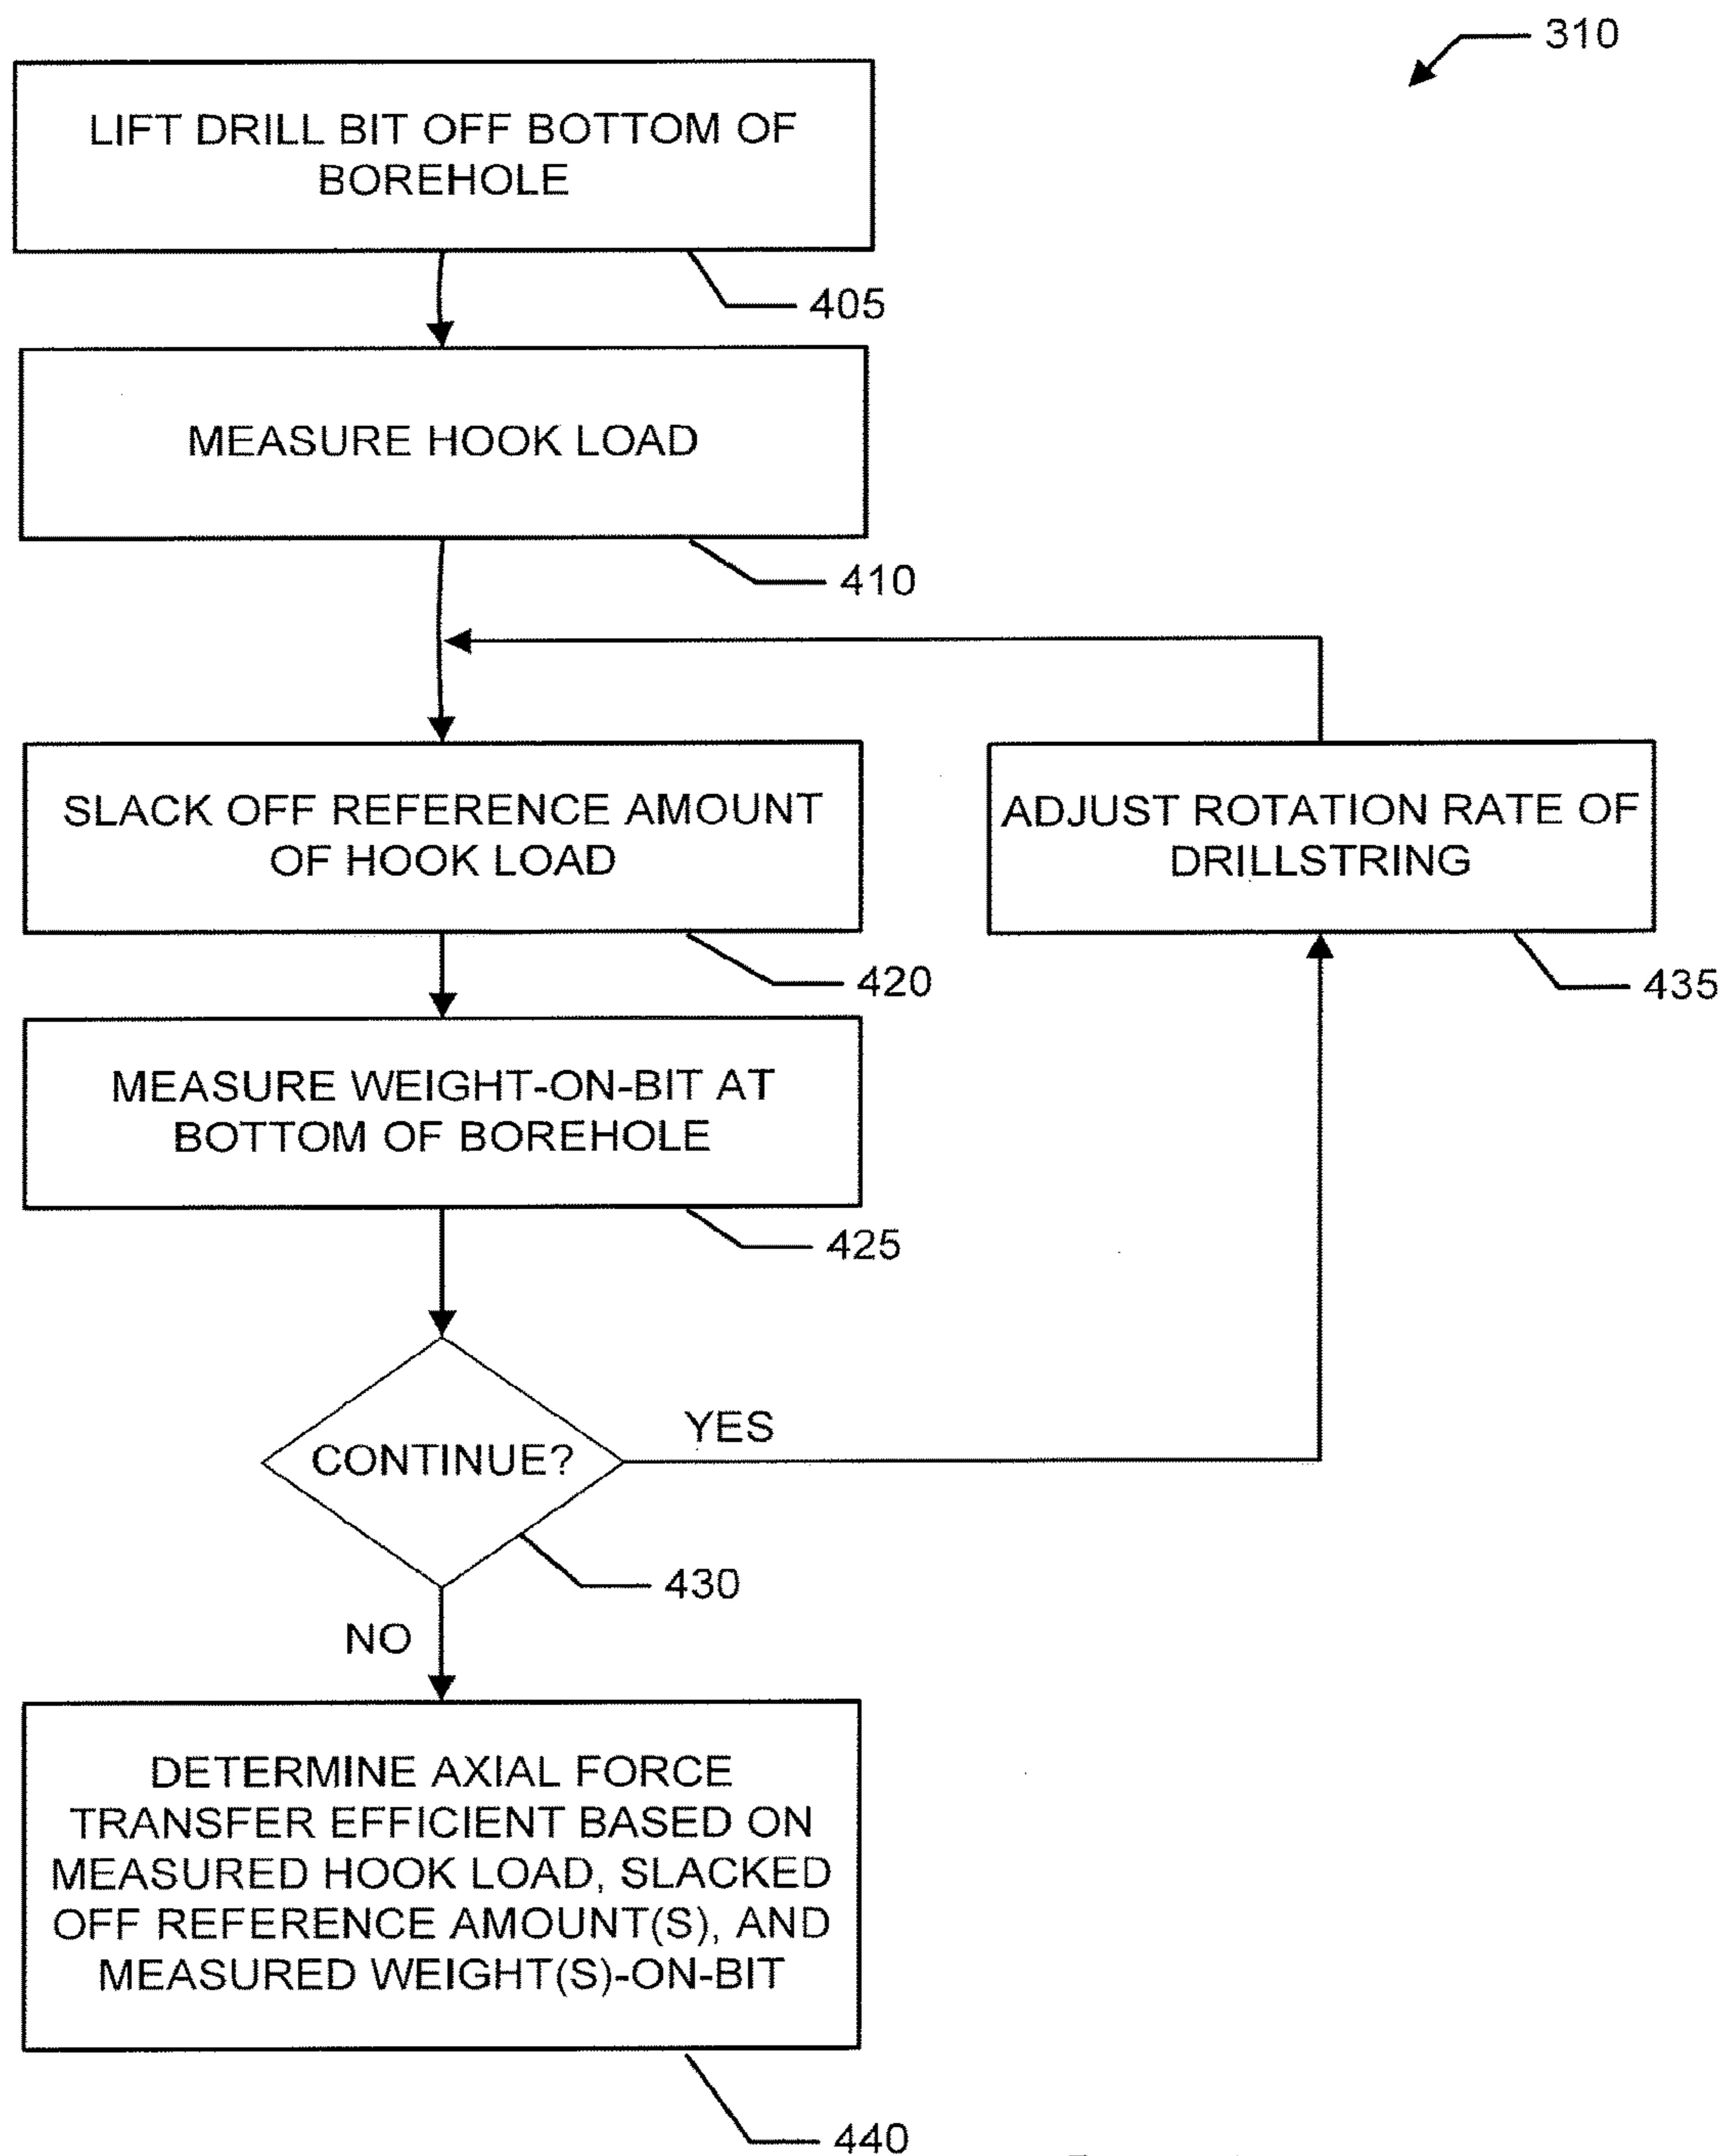 310
LIFT DRILL BIT OFF BOTTOM OF
BOREHOLE
405
MEASURE HOOK LOAD
410
SLACK OFF REFERENCE AMOUNT
OF HOOK LOAD
420
ADJUST ROTATION RATE OF
DRILLSTRING
435
MEASURE WEIGHT-ON-BIT AT
BOTTOM OF BOREHOLE
425
CONTINUE?
YES
430
NO
DETERMINE AXIAL FORCE
TRANSFER EFFICIENT BASED ON
MEASURED HOOK LOAD, SLACKED
OFF REFERENCE AMOUNT(S), AND
MEASURED WEIGHT(S)-ON-BIT
440